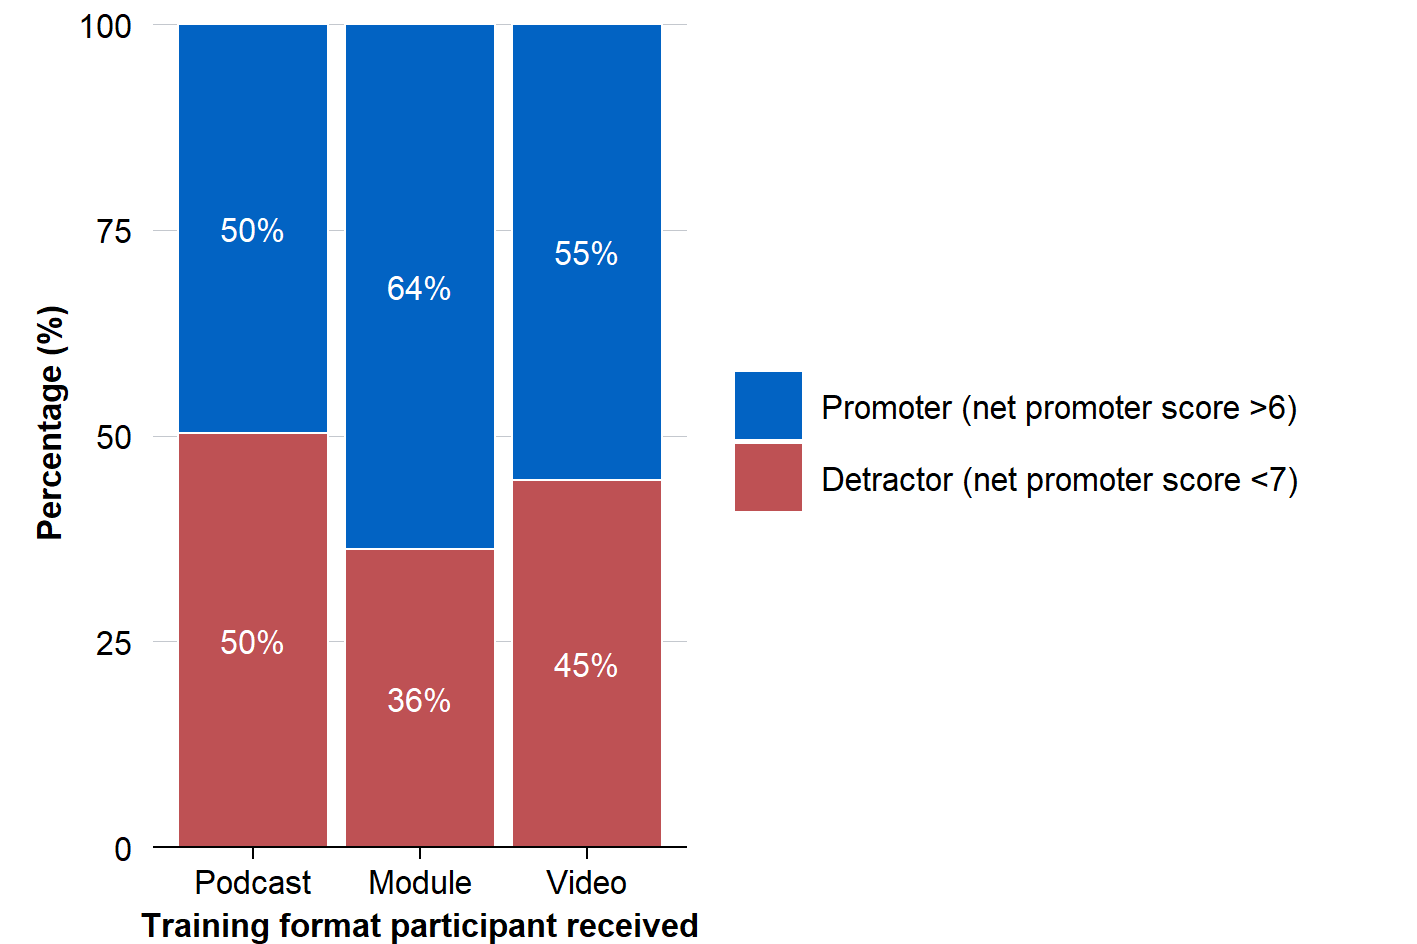 100
75
50
25
0
Percentage (%)
50%
64%
55%
50%
36%
45%
Podcast
Module
Video
Training format participant received
Promoter (net promoter score >6)
Detractor (net promoter score <7)